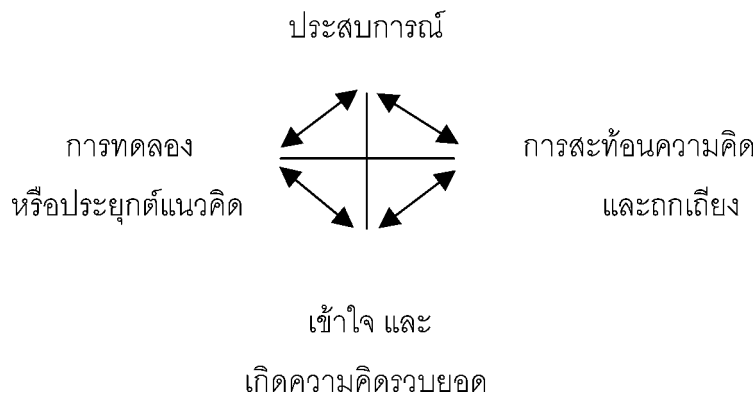 ประสบการณ์
การทดลอง
หรือประยุกต์แนวคิด
การสะท้อนความคิด
และถกเถียง
เข้าใจ และ
เกิดความคิดรวบยอด